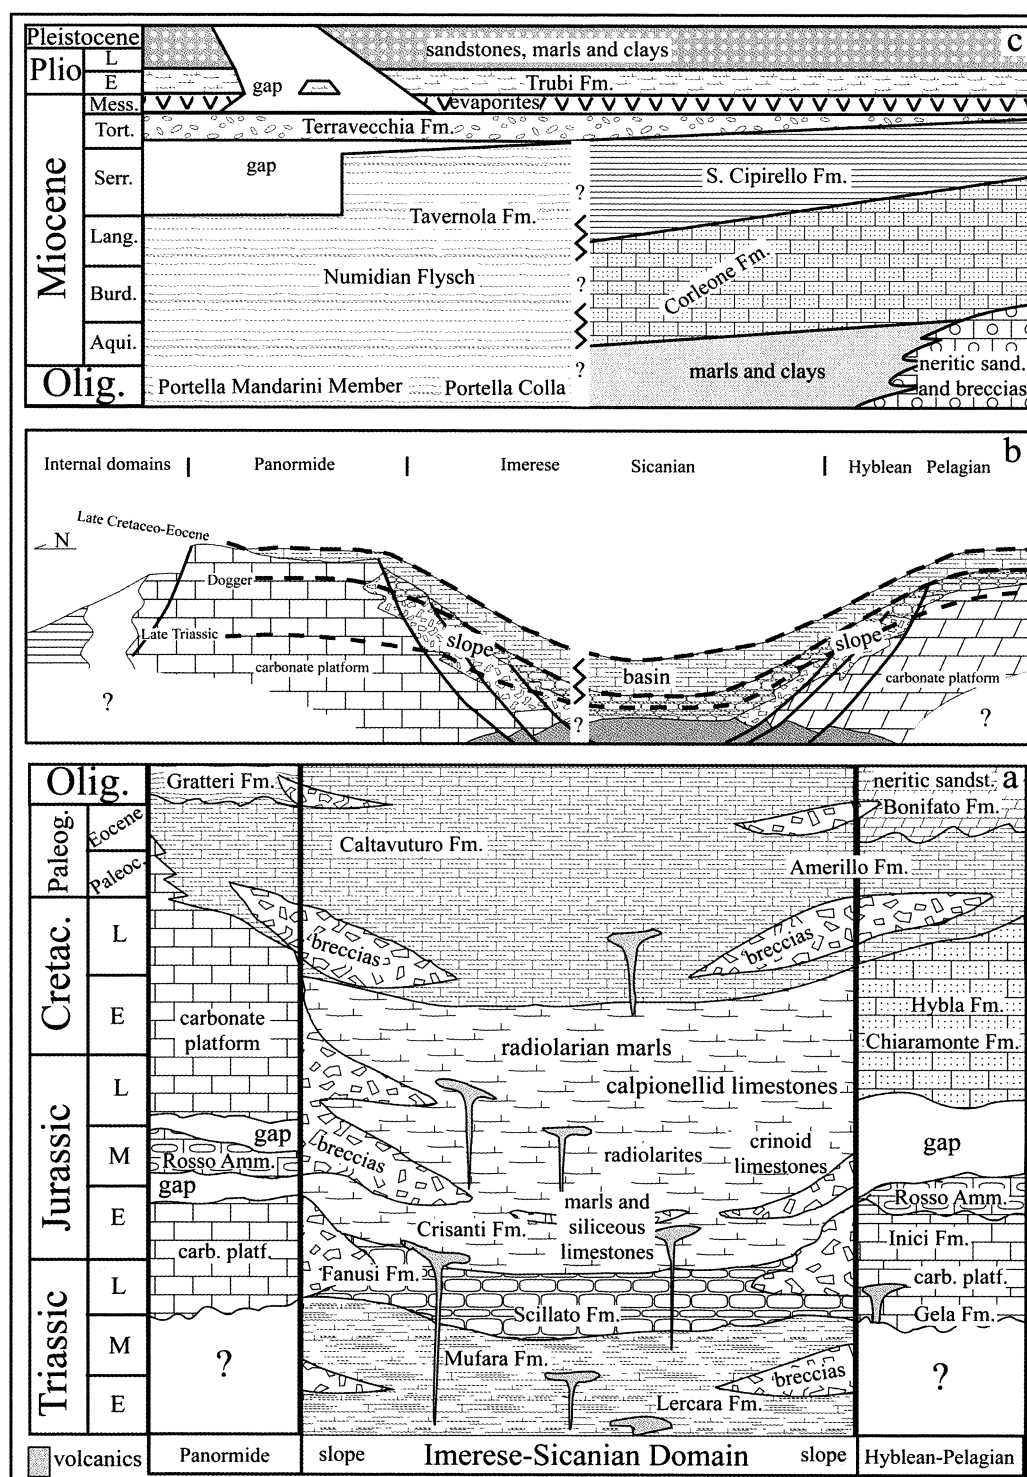 c
Pleistocene
Plio
L
E
sandstones, marls and clays
gap
Trubi Fm.
Miocene
Mess.
evaporites
Tort.
Terravecchia Fm.
Serr.
gap
S. Cipirello Fm.
?
Tavernola Fm.
Lang.
Numidian Flysch
?
Corleone Fm.
Burd.
Aqui.
Olig.
Portella Mandarini Member
Portella Colla
?
marls and clays
neritic sand.
and breccias
b
Internal domains
Panormide
Imerese
Sicanian
Hyblean
Pelagian
Late Cretaceo-Eocene
N
Dogger
Late Triassic
slope
slope
carbonate platform
basin
carbonate platform
?
?
?
a
Olig.
Gratteri Fm.
neritic sandst.
Bonifato Fm.
Paleog.
Eocene
Paleoc.
Caltavuturo Fm.
Amerillo Fm.
Cretac.
L
E
breccias
breccias
Hybla Fm.
carbonate
platform
radiolarian marls
Chiaramonte Fm.
Jurassic
L
M
E
calpionellid limestones
gap
Rosso Amm.
gap
breccias
radiolarites
crinoid
limestones
gap
Rosso Amm.
marls and
siliceous
limestones
Crisanti Fm.
Inici Fm.
carb. platf.
Fanusi Fm.
carb. platf.
Triassic
L
M
E
Scillato Fm.
Gela Fm.
?
Mufara Fm.
breccias
?
Lercara Fm.
volcanics
Panormide
slope
Imerese-Sicanian Domain
slope
Hyblean-Pelagian